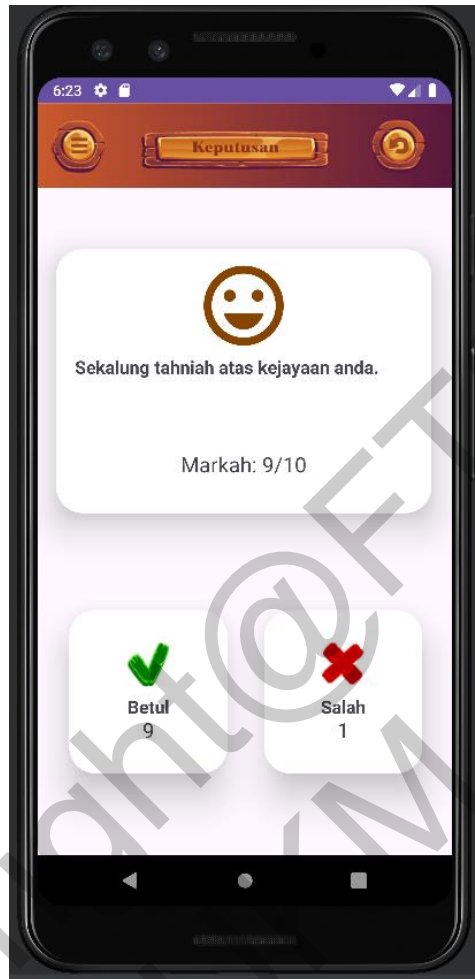 6:23
Keputusan
Sekalung tahniah atas kejayaan anda.
Markah: 9/10
Betul
9
Salah
1